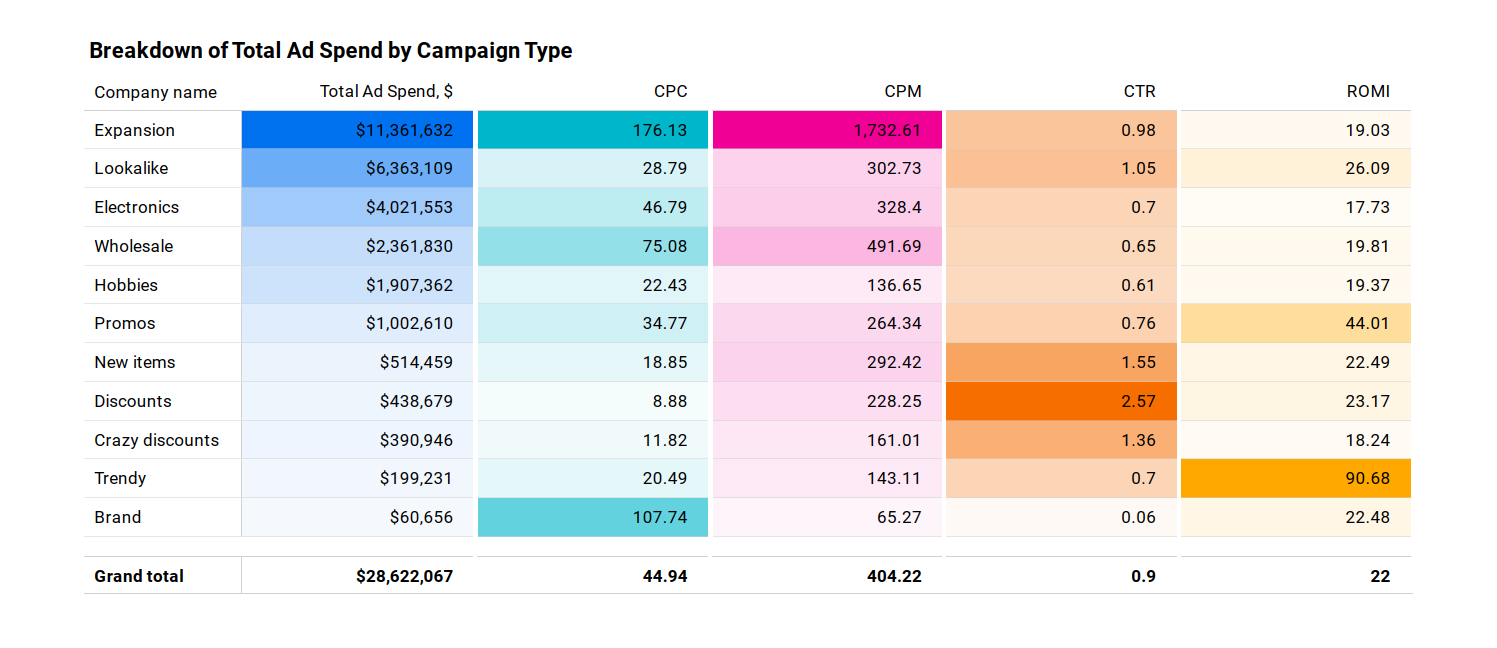 Breakdown of Total Ad Spend by Campaign Type
Company name Total Ad Spend, $ CPC CPM CTR ROMI
Expansion $11,361,632 176.13 1,732.61 0.98 19.03
Lookalike $6,363,109 28.79 302.73 1.05 26.09
Electronics $4,021,553 46.79 328.4 0.7 17.73
Wholesale $2,361,830 75.08 491.69 0.65 19.81
Hobbies $1,907,362 22.43 136.65 0.61 19.37
Promos $1,002,610 34.77 264.34 0.76 44.01
New items $514,459 18.85 292.42 1.55 22.49
Discounts $438,679 8.88 228.25 2.57 23.17
Crazy discounts $390,946 11.82 161.01 1.36 18.24
Trendy $199,231 20.49 143.11 0.7 90.68
Brand $60,656 107.74 65.27 0.06 22.48
Grand total $28,622,067 44.94 404.22 0.9 22